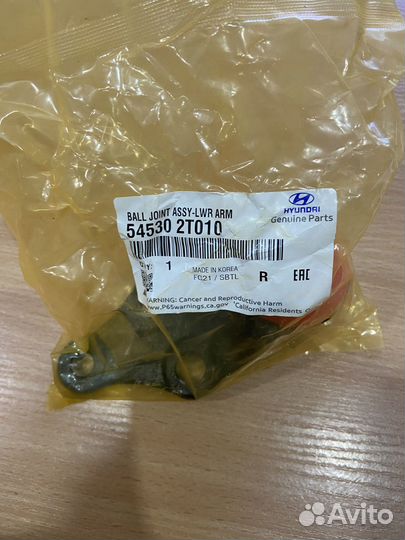 BALL JOINT ASSY-LWR ARM
54530 2T010
HYUNDAI
Genuine Parts
1
MADE IN KOREA
FC21 / SBTL
R
EAC
WARNING: Cancer and Reproductive Harm
www.P65warnings.ca.gov
California Residents
Avito